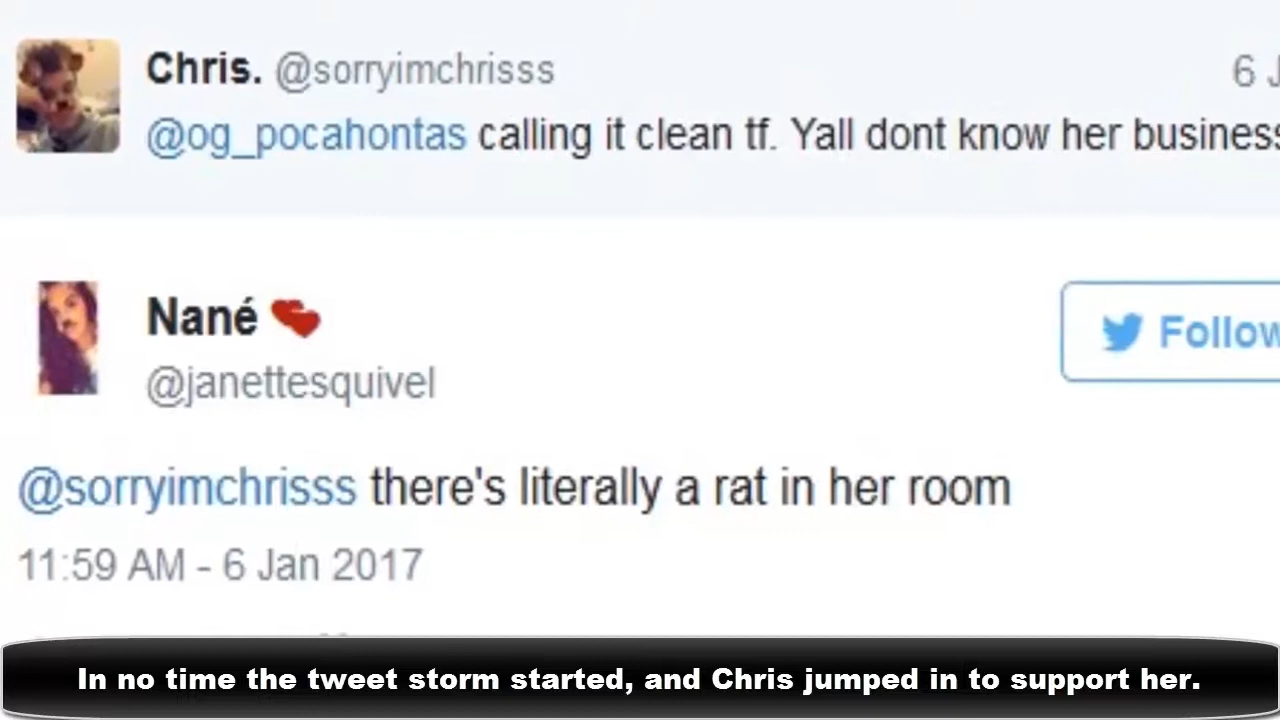 Chris. @sorryimchrisss 6 J
@og_pocahontas calling it clean tf. Yall dont know her business
Nané
Follow
@janettesquivel
@sorryimchrisss there's literally a rat in her room
11:59 AM - 6 Jan 2017
In no time the tweet storm started, and Chris jumped in to support her.